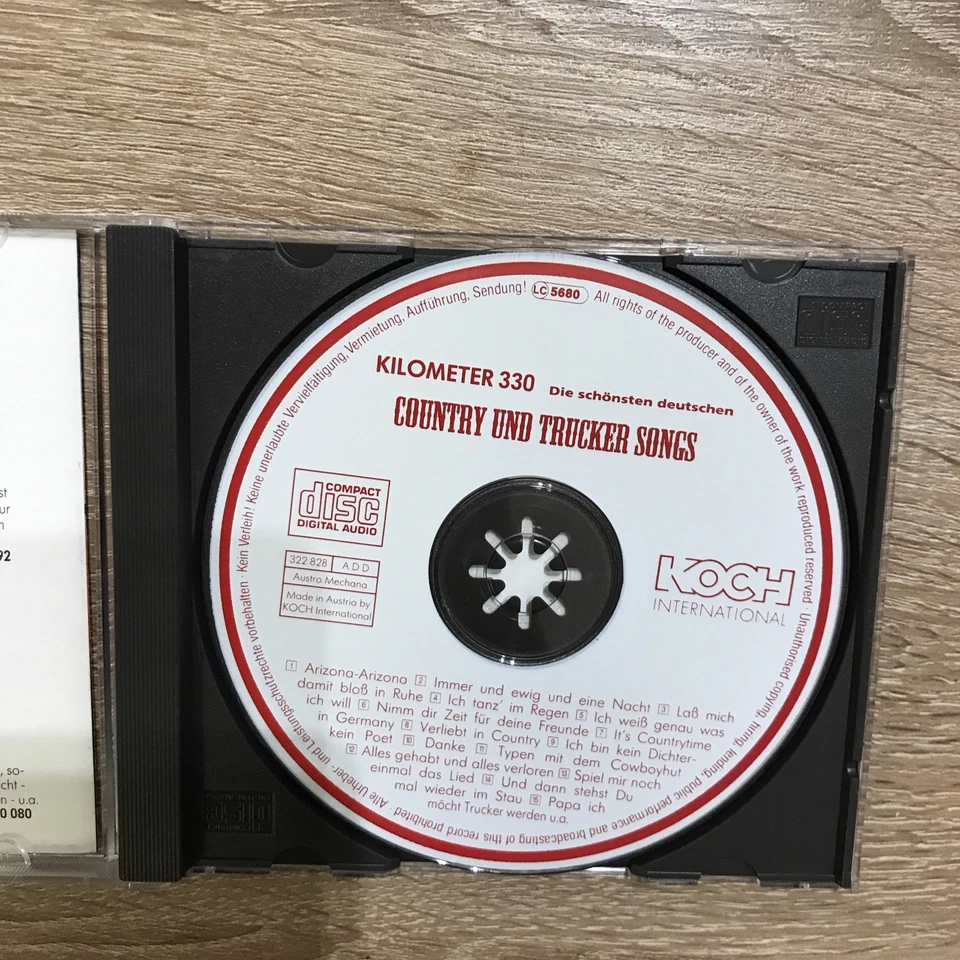 st
ur
n
92
, so-
cht -
n - u.a.
0 080
Alle Urheber- und Leistungsschutzrechte vorbehalten · Kein Verleih! Keine unerlaubte Vervielfältigung, Vermietung, Aufführung, Sendung! LC 5680 All rights of the producer and of the owner of the work reproduced reserved · Unauthorised copying, hiring, lending, public performance and broadcasting of this record prohibited
KILOMETER 330 Die schönsten deutschen
COUNTRY UND TRUCKER SONGS
COMPACT
disc
DIGITAL AUDIO
322 828 ADD
Austro Mechana
Made in Austria by
KOCH International
KOCH
INTERNATIONAL
1 Arizona-Arizona 2 Immer und ewig und eine Nacht 3 Laß mich
damit bloß in Ruhe 4 Ich tanz' im Regen 5 Ich weiß genau was
ich will 6 Nimm dir Zeit für deine Freunde 7 It's Countrytime
in Germany 8 Verliebt in Country 9 Ich bin kein Dichter-
kein Poet 10 Danke 11 Typen mit dem Cowboyhut
12 Alles gehabt und alles verloren 13 Spiel mir noch
einmal das Lied 14 Und dann stehst Du
mal wieder im Stau 15 Papa ich
möcht Trucker werden u.a.